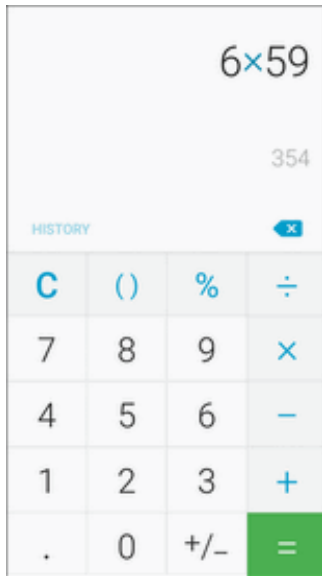 6×59
354
HISTORY
C () % ÷
7 8 9 ×
4 5 6 −
1 2 3 +
. 0 +/− =